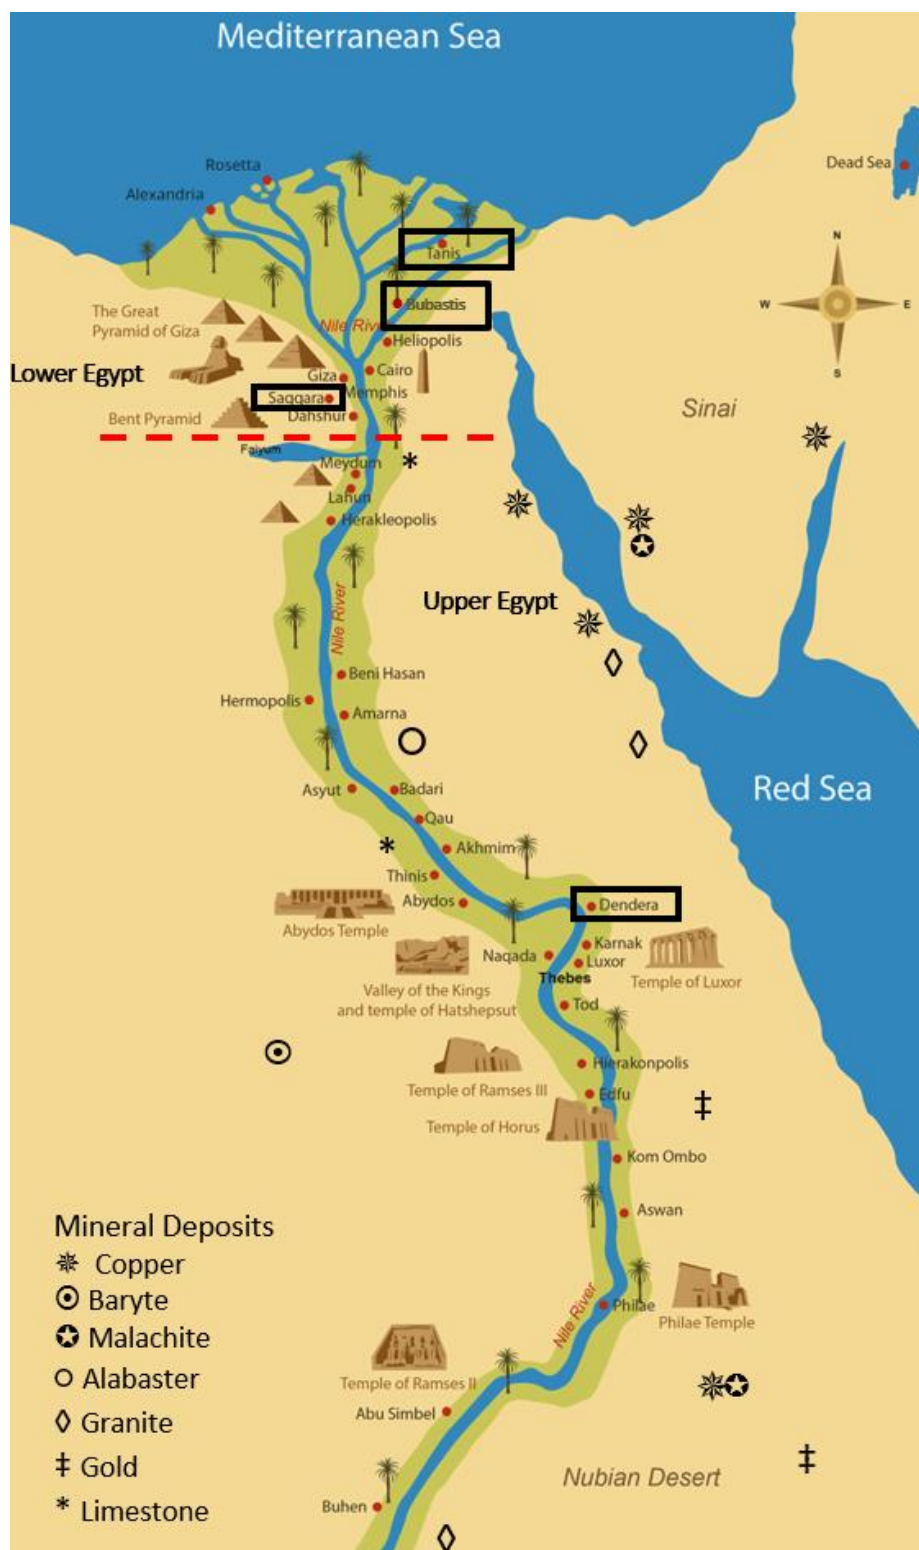 Mediterranean Sea
Rosetta
Dead Sea
Alexandria
Tanis
N
W
E
S
Bubastis
The Great
Pyramid of Giza
Nile River
Heliopolis
Lower Egypt
Giza
Cairo
Saqqara
Memphis
Sinai
Bent Pyramid
Dahshur
Faiyum
Meydum
Lahun
Herakleopolis
Upper Egypt
Nile River
Beni Hasan
Hermopolis
Amarna
Red Sea
Asyut
Badari
Qau
Akhmim
Thinis
Abydos
Dendera
Abydos Temple
Karnak
Naqada
Luxor
Thebes
Temple of Luxor
Valley of the Kings
and temple of Hatshepsut
Tod
Hierakonpolis
Temple of Ramses III
Edfu
Temple of Horus
Kom Ombo
Aswan
Mineral Deposits
Copper
Baryte
Malachite
Alabaster
Granite
Gold
Limestone
Nile River
Philae
Philae Temple
Temple of Ramses II
Abu Simbel
Nubian Desert
Buhen